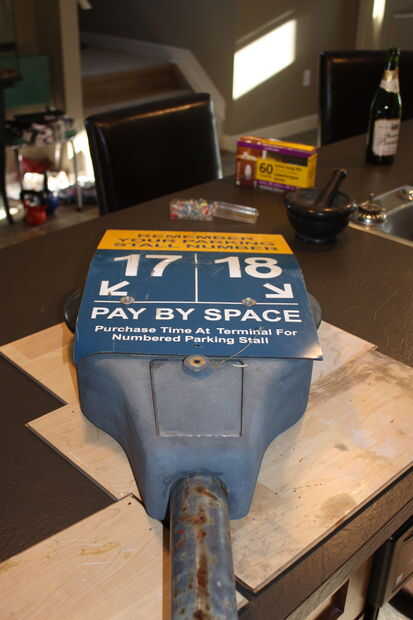 60
REMEMBER
YOUR PARKING
STALL NUMBER
17 18
PAY BY SPACE
Purchase Time At Terminal For
Numbered Parking Stall